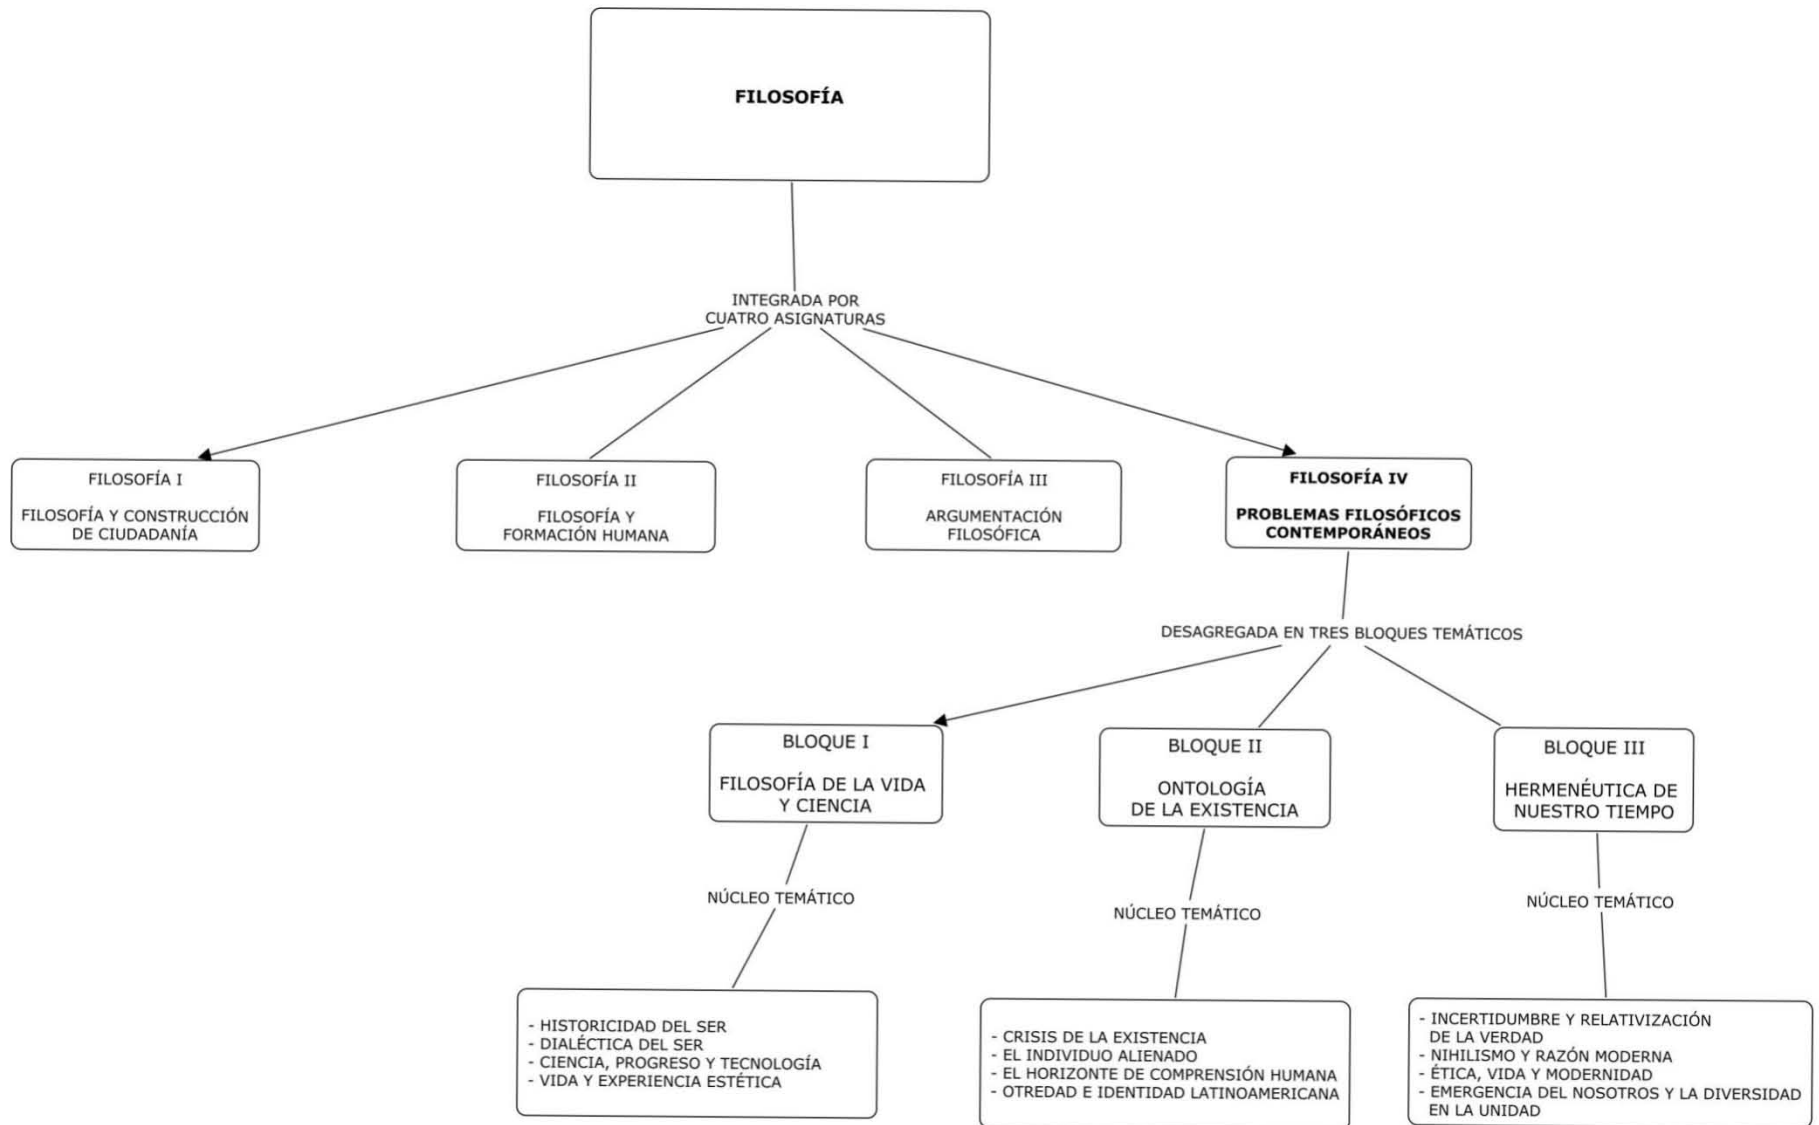 FILOSOFÍA
INTEGRADA POR
CUATRO ASIGNATURAS
FILOSOFÍA I
FILOSOFÍA Y CONSTRUCCIÓN
DE CIUDADANÍA
FILOSOFÍA II
FILOSOFÍA Y
FORMACIÓN HUMANA
FILOSOFÍA III
ARGUMENTACIÓN
FILOSÓFICA
FILOSOFÍA IV
PROBLEMAS FILOSÓFICOS
CONTEMPORÁNEOS
DESAGREGADA EN TRES BLOQUES TEMÁTICOS
BLOQUE I
FILOSOFÍA DE LA VIDA
Y CIENCIA
BLOQUE II
ONTOLOGÍA
DE LA EXISTENCIA
BLOQUE III
HERMENÉUTICA DE
NUESTRO TIEMPO
NÚCLEO TEMÁTICO
NÚCLEO TEMÁTICO
NÚCLEO TEMÁTICO
- HISTORICIDAD DEL SER
- DIALÉCTICA DEL SER
- CIENCIA, PROGRESO Y TECNOLOGÍA
- VIDA Y EXPERIENCIA ESTÉTICA
- CRISIS DE LA EXISTENCIA
- EL INDIVIDUO ALIENADO
- EL HORIZONTE DE COMPRENSIÓN HUMANA
- OTREDAD E IDENTIDAD LATINOAMERICANA
- INCERTIDUMBRE Y RELATIVIZACIÓN
DE LA VERDAD
- NIHILISMO Y RAZÓN MODERNA
- ÉTICA, VIDA Y MODERNIDAD
- EMERGENCIA DEL NOSOTROS Y LA DIVERSIDAD
EN LA UNIDAD